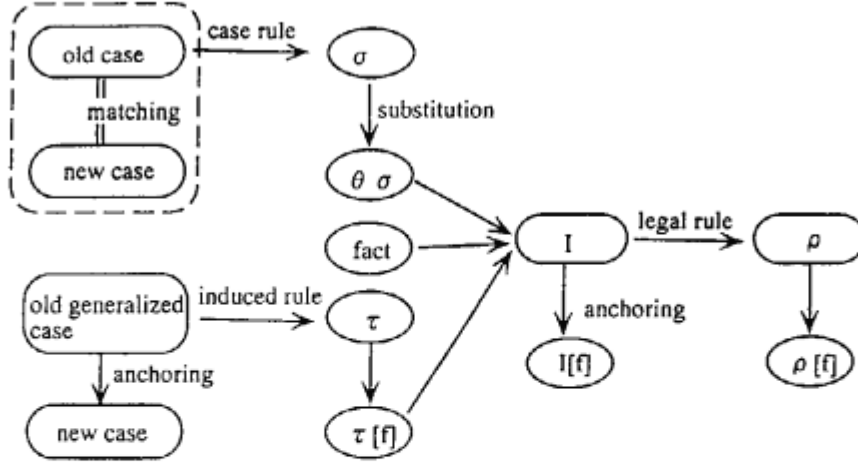 old case
case rule
σ
matching
substitution
new case
θ σ
legal rule
fact
I
ρ
old generalized
case
induced rule
τ
anchoring
anchoring
I[f]
ρ [f]
new case
τ [f]